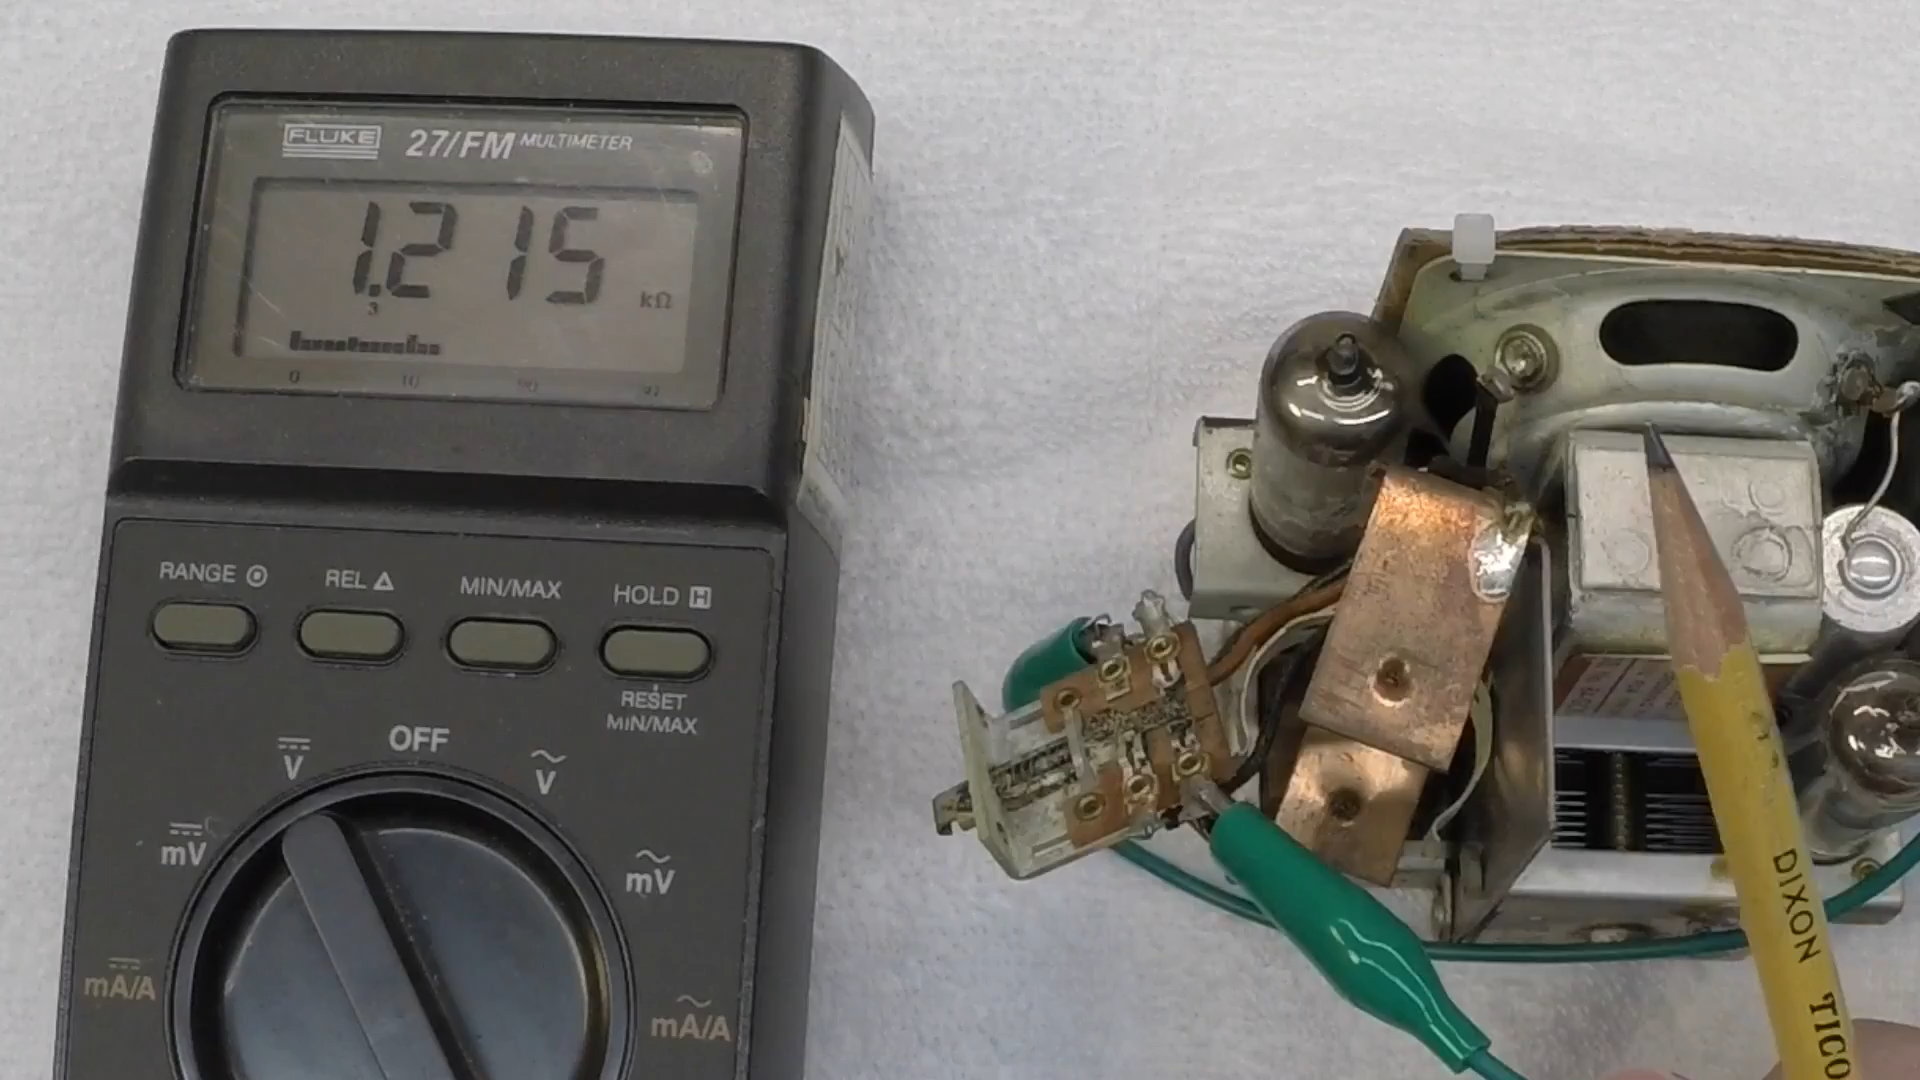 FLUKE 27/FM MULTIMETER
1.215 kΩ
3
0 10
RANGE
REL △
MIN/MAX
HOLD H
RESET
MIN/MAX
OFF
V
V
mV
mV
mA/A
mA/A
DIXON TICO